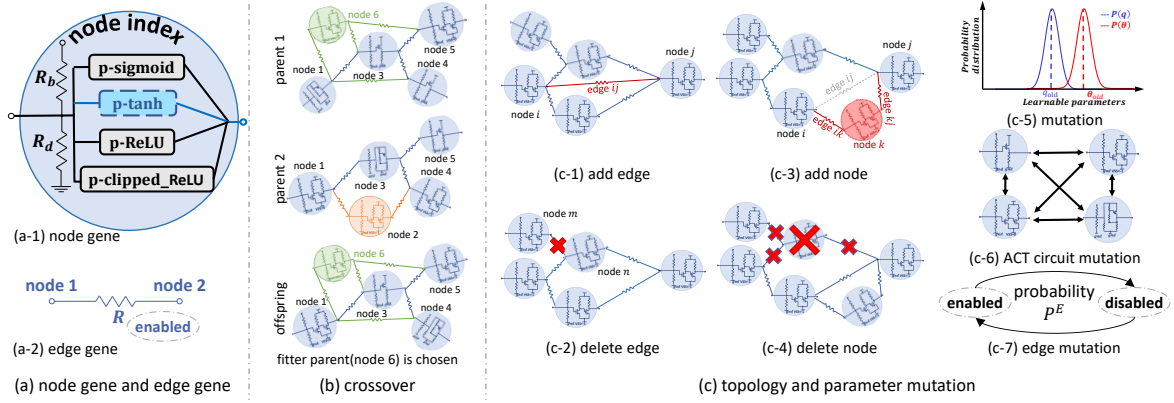 node index
R_b
R_d
p-sigmoid
p-tanh
p-ReLU
p-clipped_ReLU
(a-1) node gene
node 1
node 2
R
enabled
(a-2) edge gene
(a) node gene and edge gene
parent 1
node 6
node 5
node 1
node 3
node 4
parent 2
node 1
node 5
node 3
node 4
node 2
offspring
node 6
node 5
node 1
node 3
node 4
fitter parent(node 6) is chosen
(b) crossover
node j
edge ij
node i
(c-1) add edge
node j
edge ij
edge kj
edge ik
node i
node k
(c-3) add node
node m
node n
(c-2) delete edge
(c-4) delete node
Probability
distribution
P(q)
P(θ)
q_old
θ_old
Learnable parameters
(c-5) mutation
(c-6) ACT circuit mutation
enabled
probability
P^E
disabled
(c-7) edge mutation
(c) topology and parameter mutation